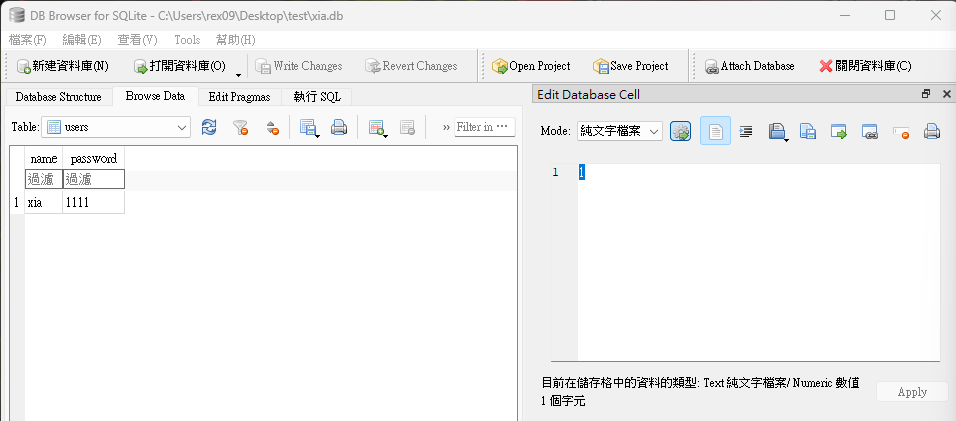 DB Browser for SQLite - C:\Users\rex09\Desktop\test\xia.db
檔案(F) 編輯(E) 查看(V) Tools 幫助(H)
新建資料庫(N) 打開資料庫(O) Write Changes Revert Changes Open Project Save Project Attach Database 關閉資料庫(C)
Database Structure Browse Data Edit Pragmas 執行 SQL
Table: users Filter in ⋯
name password
過濾 過濾
1 xia 1111
Edit Database Cell
Mode: 純文字檔案
1 1
目前在儲存格中的資料的類型: Text 純文字檔案/ Numeric 數值
1 個字元
Apply